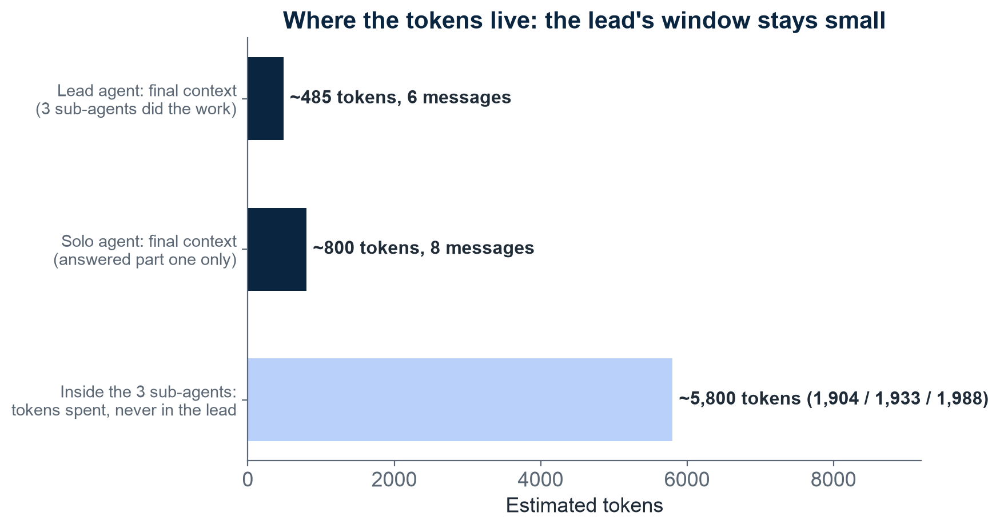 Where the tokens live: the lead's window stays small
Lead agent: final context
(3 sub-agents did the work)
~485 tokens, 6 messages
Solo agent: final context
(answered part one only)
~800 tokens, 8 messages
Inside the 3 sub-agents:
tokens spent, never in the lead
~5,800 tokens (1,904 / 1,933 / 1,988)
0 2000 4000 6000 8000
Estimated tokens